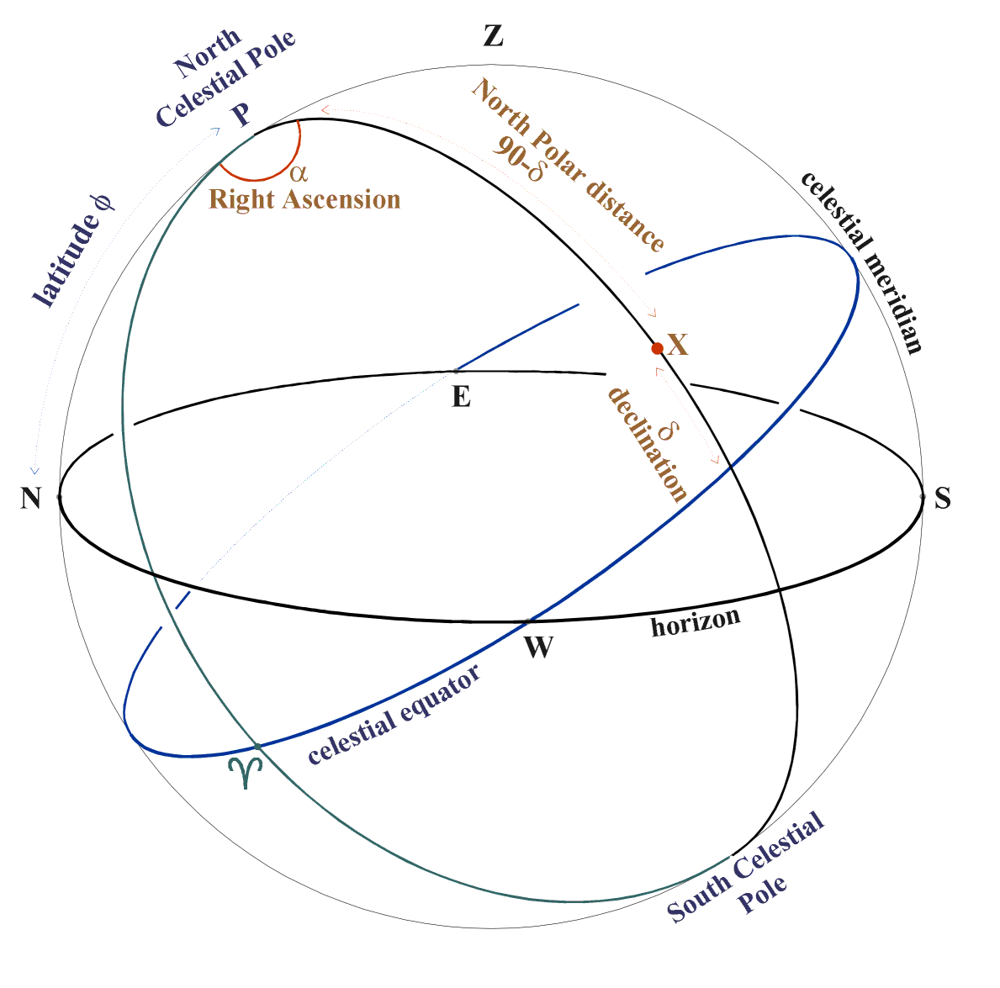 Z
North
Celestial Pole
P
North Polar distance
90-δ
α
Right Ascension
latitude ϕ
celestial meridian
X
E
δ
declination
N
S
horizon
W
celestial equator
♈
South Celestial
Pole